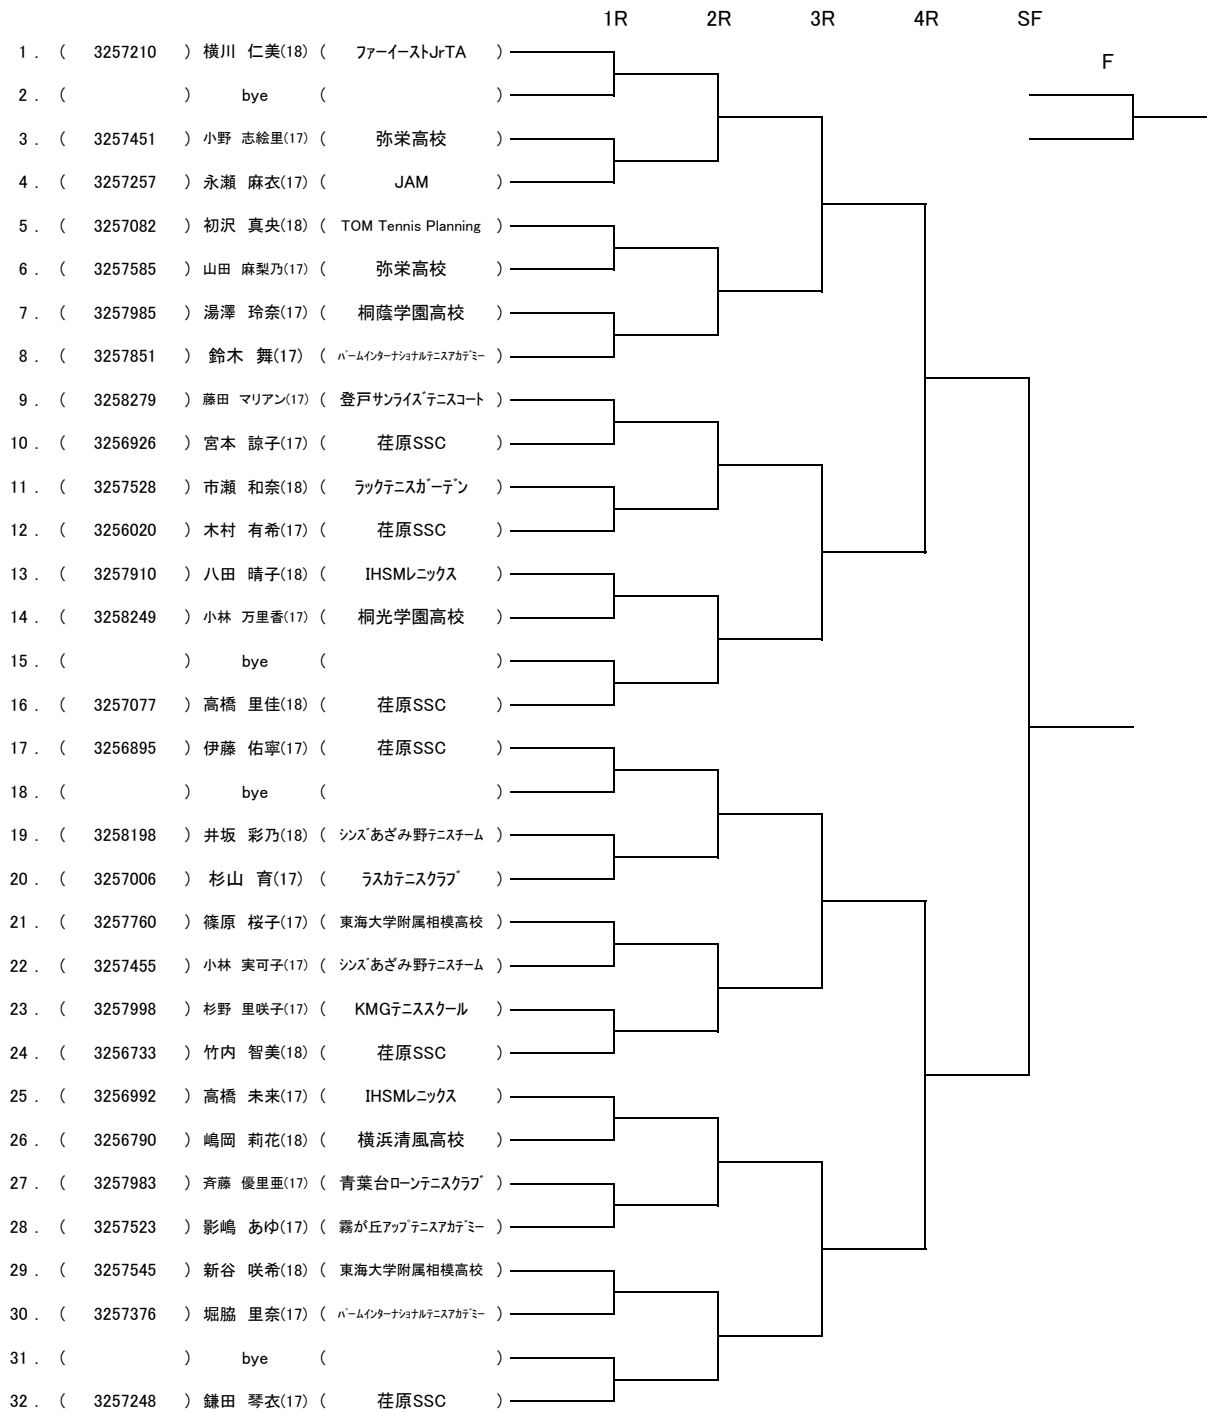 1R 2R 3R 4R SF
F
1. ( 3257210 ) 横川 仁美(18) ( ファーイーストJrTA )
2. ( ) bye ( )
3. ( 3257451 ) 小野 志絵里(17) ( 弥栄高校 )
4. ( 3257257 ) 永瀬 麻衣(17) ( JAM )
5. ( 3257082 ) 初沢 真央(18) ( TOM Tennis Planning )
6. ( 3257585 ) 山田 麻梨乃(17) ( 弥栄高校 )
7. ( 3257985 ) 湯澤 玲奈(17) ( 桐蔭学園高校 )
8. ( 3257851 ) 鈴木 舞(17) ( パームインターナショナルテニスアカデミー )
9. ( 3258279 ) 藤田 マリアン(17) ( 登戸サンライズテニスコート )
10. ( 3256926 ) 宮本 諒子(17) ( 荏原SSC )
11. ( 3257528 ) 市瀬 和奈(18) ( ラックテニスガーデン )
12. ( 3256020 ) 木村 有希(17) ( 荏原SSC )
13. ( 3257910 ) 八田 晴子(18) ( IHSMレニックス )
14. ( 3258249 ) 小林 万里香(17) ( 桐光学園高校 )
15. ( ) bye ( )
16. ( 3257077 ) 高橋 里佳(18) ( 荏原SSC )
17. ( 3256895 ) 伊藤 佑寧(17) ( 荏原SSC )
18. ( ) bye ( )
19. ( 3258198 ) 井坂 彩乃(18) ( シンズあざみ野テニスチーム )
20. ( 3257006 ) 杉山 育(17) ( ラスカテニスクラブ )
21. ( 3257760 ) 篠原 桜子(17) ( 東海大学附属相模高校 )
22. ( 3257455 ) 小林 実可子(17) ( シンズあざみ野テニスチーム )
23. ( 3257998 ) 杉野 里咲子(17) ( KMGテニススクール )
24. ( 3256733 ) 竹内 智美(18) ( 荏原SSC )
25. ( 3256992 ) 高橋 未来(17) ( IHSMレニックス )
26. ( 3256790 ) 嶋岡 莉花(18) ( 横浜清風高校 )
27. ( 3257983 ) 斉藤 優里亜(17) ( 青葉台ローンテニスクラブ )
28. ( 3257523 ) 影嶋 あゆ(17) ( 霧が丘アップテニスアカデミー )
29. ( 3257545 ) 新谷 咲希(18) ( 東海大学附属相模高校 )
30. ( 3257376 ) 堀脇 里奈(17) ( パームインターナショナルテニスアカデミー )
31. ( ) bye ( )
32. ( 3257248 ) 鎌田 琴衣(17) ( 荏原SSC )